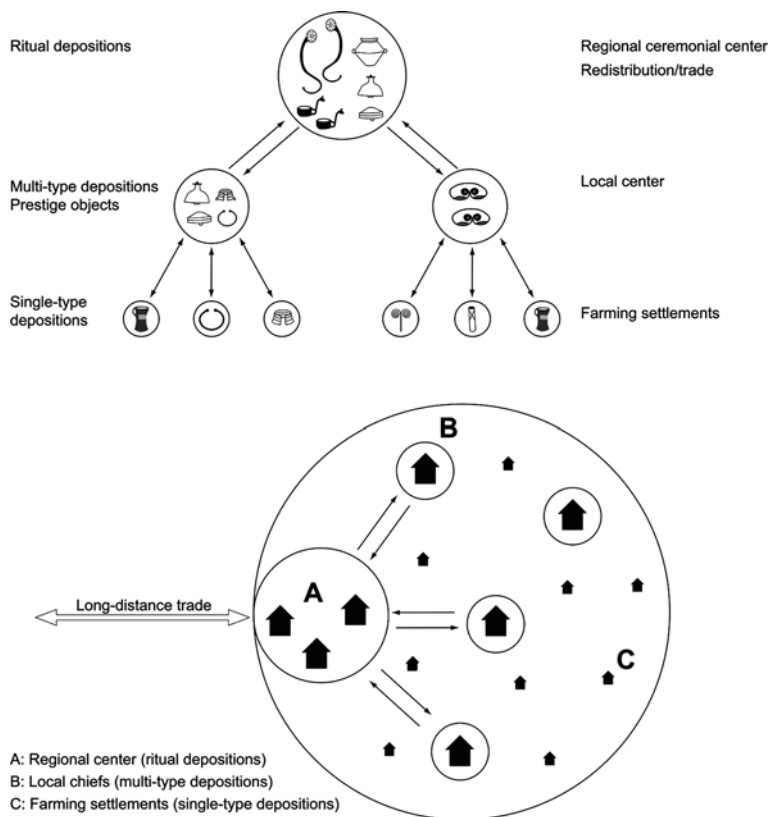 Ritual depositions
Regional ceremonial center
Redistribution/trade
Multi-type depositions
Prestige objects
Local center
Single-type
depositions
Farming settlements
B
A
Long-distance trade
C
A: Regional center (ritual depositions)
B: Local chiefs (multi-type depositions)
C: Farming settlements (single-type depositions)